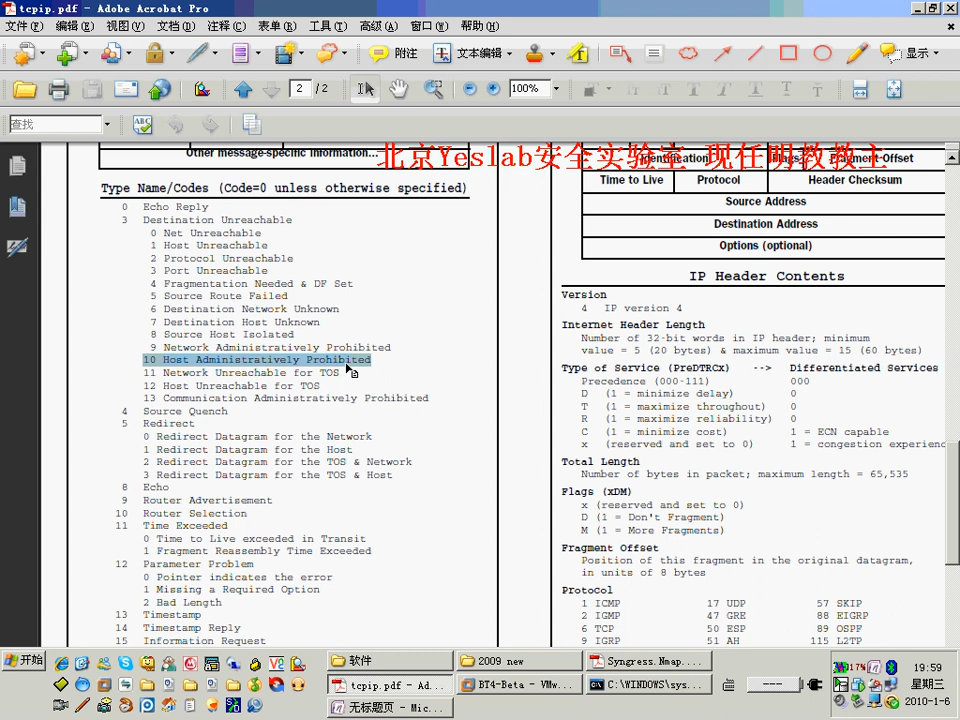 tcpip.pdf - Adobe Acrobat Pro
文件(F) 编辑(E) 视图(V) 文档(D) 注释(C) 表单(R) 工具(T) 高级(A) 窗口(W) 帮助(H)
附注 文本编辑 显示
2 / 2 100%
查找
北京Yeslab安全实验室 现任明教教主
Other message-specific information...
Type Name/Codes (Code=0 unless otherwise specified)
0 Echo Reply
3 Destination Unreachable
0 Net Unreachable
1 Host Unreachable
2 Protocol Unreachable
3 Port Unreachable
4 Fragmentation Needed & DF Set
5 Source Route Failed
6 Destination Network Unknown
7 Destination Host Unknown
8 Source Host Isolated
9 Network Administratively Prohibited
10 Host Administratively Prohibited
11 Network Unreachable for TOS
12 Host Unreachable for TOS
13 Communication Administratively Prohibited
4 Source Quench
5 Redirect
0 Redirect Datagram for the Network
1 Redirect Datagram for the Host
2 Redirect Datagram for the TOS & Network
3 Redirect Datagram for the TOS & Host
8 Echo
9 Router Advertisement
10 Router Selection
11 Time Exceeded
0 Time to Live exceeded in Transit
1 Fragment Reassembly Time Exceeded
12 Parameter Problem
0 Pointer indicates the error
1 Missing a Required Option
2 Bad Length
13 Timestamp
14 Timestamp Reply
15 Information Request
Identification Flags Fragment Offset
Time to Live Protocol Header Checksum
Source Address
Destination Address
Options (optional)
IP Header Contents
Version
4 IP version 4
Internet Header Length
Number of 32-bit words in IP header; minimum
value = 5 (20 bytes) & maximum value = 15 (60 bytes)
Type of Service (PreDTRCx) --> Differentiated Services
Precedence (000-111) 000
D (1 = minimize delay) 0
T (1 = maximize throughout) 0
R (1 = maximize reliability) 0
C (1 = minimize cost) 1 = ECN capable
x (reserved and set to 0) 1 = congestion experienc
Total Length
Number of bytes in packet; maximum length = 65,535
Flags (xDM)
x (reserved and set to 0)
D (1 = Don't Fragment)
M (1 = More Fragments)
Fragment Offset
Position of this fragment in the original datagram,
in units of 8 bytes
Protocol
1 ICMP 17 UDP 57 SKIP
2 IGMP 47 GRE 88 EIGRP
6 TCP 50 ESP 89 OSPF
9 IGRP 51 AH 115 L2TP
开始 软件 2009 new Syngress.Nmap....
tcpip.pdf - Ad... BT4-Beta - VMw... C:\WINDOWS\sys...
无标题页 - Mic...
17%
19:59
星期三
2010-1-6